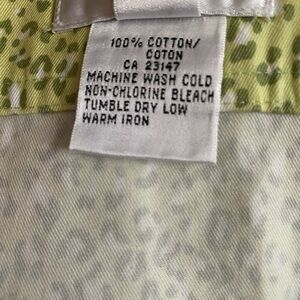 100% COTTON/
COTON
CA 23147
MACHINE WASH COLD
NON-CHLORINE BLEACH
TUMBLE DRY LOW
WARM IRON